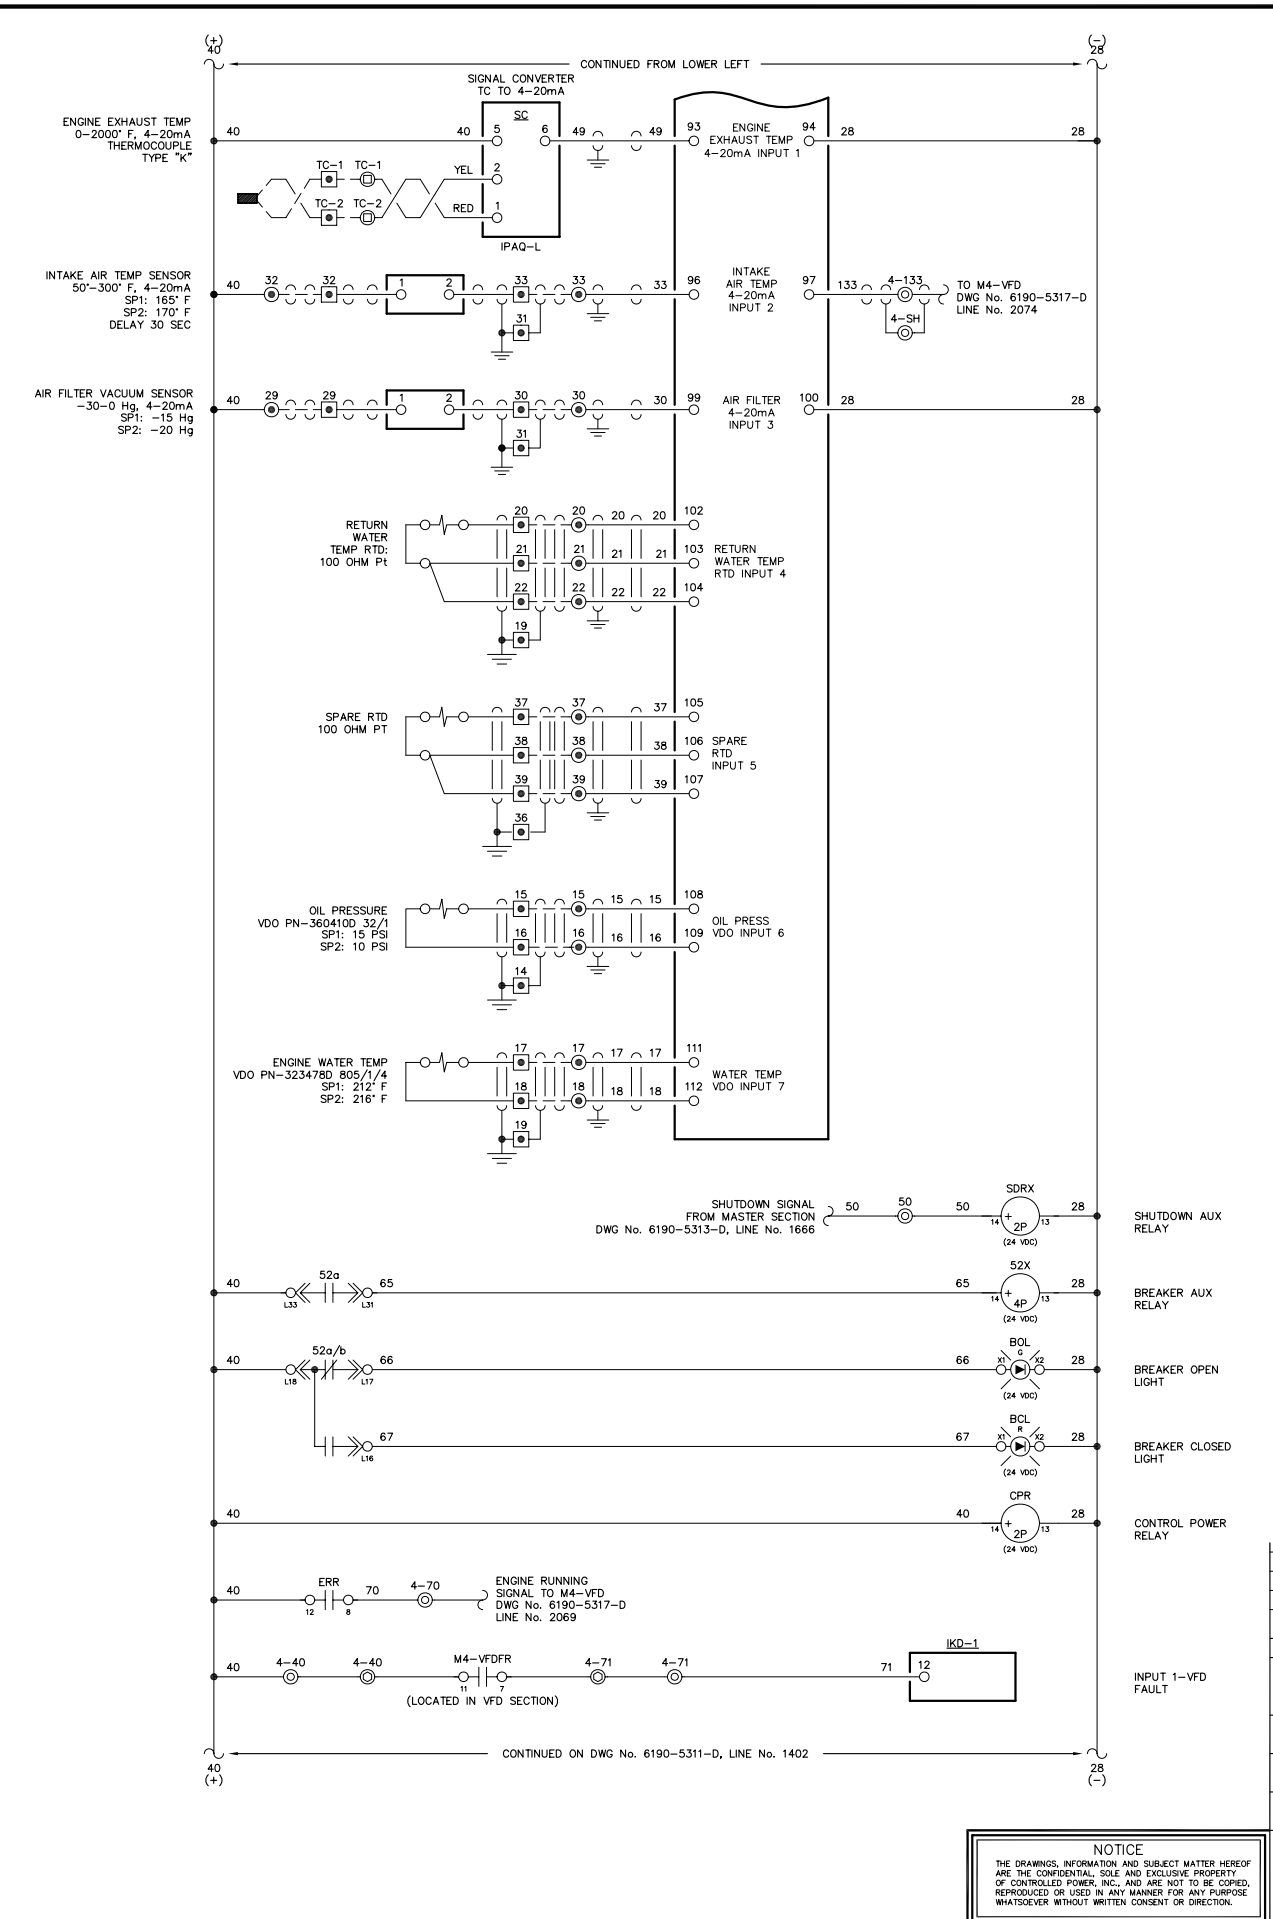 (+)
40
(-)
28
CONTINUED FROM LOWER LEFT
SIGNAL CONVERTER
TC TO 4-20mA
ENGINE EXHAUST TEMP
0-2000° F, 4-20mA
THERMOCOUPLE
TYPE "K"
40
40
5
SC
6
49
49
93
ENGINE
EXHAUST TEMP
4-20mA INPUT 1
94
28
28
TC-1
TC-1
YEL
2
TC-2
TC-2
RED
1
IPAQ-L
INTAKE AIR TEMP SENSOR
50°-300° F, 4-20mA
SP1: 165° F
SP2: 170° F
DELAY 30 SEC
40
32
32
1
2
33
33
33
96
INTAKE
AIR TEMP
4-20mA
INPUT 2
97
133
4-133
TO M4-VFD
DWG No. 6190-5317-D
LINE No. 2074
31
4-SH
AIR FILTER VACUUM SENSOR
-30-0 Hg, 4-20mA
SP1: -15 Hg
SP2: -20 Hg
40
29
29
1
2
30
30
30
99
AIR FILTER
4-20mA
INPUT 3
100
28
28
31
RETURN
WATER
TEMP RTD:
100 OHM Pt
20
20
20
20
102
21
21
21
21
103
RETURN
WATER TEMP
RTD INPUT 4
22
22
22
22
104
19
SPARE RTD
100 OHM PT
37
37
37
105
38
38
38
106
SPARE
RTD
INPUT 5
39
39
39
107
36
OIL PRESSURE
VDO PN-360410D 32/1
SP1: 15 PSI
SP2: 10 PSI
15
15
15
15
108
OIL PRESS
VDO INPUT 6
16
16
16
16
109
14
ENGINE WATER TEMP
VDO PN-323478D 805/1/4
SP1: 212° F
SP2: 216° F
17
17
17
17
111
WATER TEMP
VDO INPUT 7
18
18
18
18
112
19
SHUTDOWN SIGNAL
FROM MASTER SECTION
DWG No. 6190-5313-D, LINE No. 1666
50
50
50
SDRX
14
+
2P
13
(24 VDC)
28
SHUTDOWN AUX
RELAY
40
52a
L33
L31
65
65
52X
14
+
4P
13
(24 VDC)
28
BREAKER AUX
RELAY
40
52a/b
L18
L17
66
66
BOL
G
X1
X2
(24 VDC)
28
BREAKER OPEN
LIGHT
L16
67
67
BCL
R
X1
X2
(24 VDC)
28
BREAKER CLOSED
LIGHT
40
40
CPR
14
+
2P
13
(24 VDC)
28
CONTROL POWER
RELAY
40
ERR
12
8
70
4-70
ENGINE RUNNING
SIGNAL TO M4-VFD
DWG No. 6190-5317-D
LINE No. 2069
40
4-40
4-40
M4-VFDFR
11
7
(LOCATED IN VFD SECTION)
4-71
4-71
71
IKD-1
12
INPUT 1-VFD
FAULT
CONTINUED ON DWG No. 6190-5311-D, LINE No. 1402
40
(+)
28
(-)
NOTICE
THE DRAWINGS, INFORMATION AND SUBJECT MATTER HEREOF
ARE THE CONFIDENTIAL, SOLE AND EXCLUSIVE PROPERTY
OF CONTROLLED POWER, INC., AND ARE NOT TO BE COPIED,
REPRODUCED OR USED IN ANY MANNER FOR ANY PURPOSE
WHATSOEVER WITHOUT WRITTEN CONSENT OR DIRECTION.